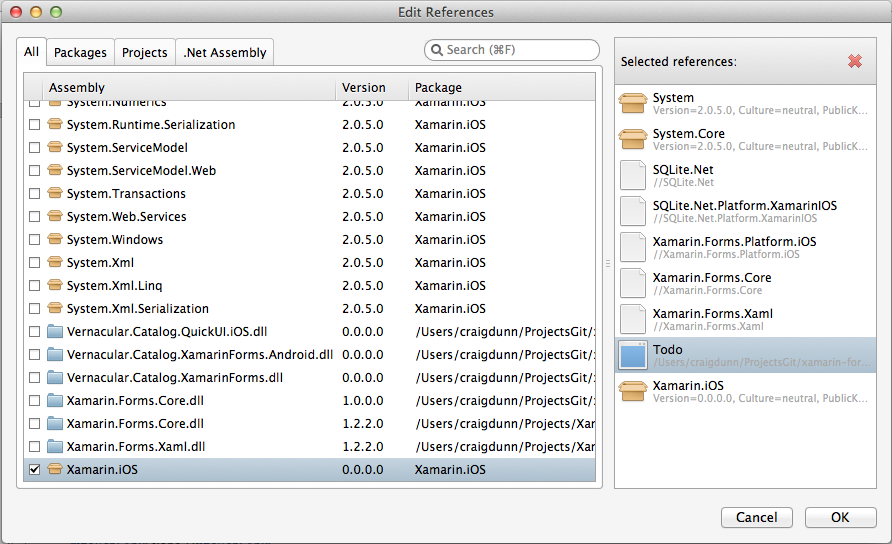 Edit References
All Packages Projects .Net Assembly
Search (⌘F)
Assembly Version Package
System.Numerics 2.0.5.0 Xamarin.iOS
System.Runtime.Serialization 2.0.5.0 Xamarin.iOS
System.ServiceModel 2.0.5.0 Xamarin.iOS
System.ServiceModel.Web 2.0.5.0 Xamarin.iOS
System.Transactions 2.0.5.0 Xamarin.iOS
System.Web.Services 2.0.5.0 Xamarin.iOS
System.Windows 2.0.5.0 Xamarin.iOS
System.Xml 2.0.5.0 Xamarin.iOS
System.Xml.Linq 2.0.5.0 Xamarin.iOS
System.Xml.Serialization 2.0.5.0 Xamarin.iOS
Vernacular.Catalog.QuickUI.iOS.dll 0.0.0.0 /Users/craigdunn/ProjectsGit/x
Vernacular.Catalog.XamarinForms.Android.dll 0.0.0.0 /Users/craigdunn/ProjectsGit/x
Vernacular.Catalog.XamarinForms.dll 0.0.0.0 /Users/craigdunn/ProjectsGit/x
Xamarin.Forms.Core.dll 1.0.0.0 /Users/craigdunn/ProjectsGit/x
Xamarin.Forms.Core.dll 1.2.2.0 /Users/craigdunn/Projects/Xar
Xamarin.Forms.Xaml.dll 1.2.2.0 /Users/craigdunn/Projects/Xar
Xamarin.iOS 0.0.0.0 Xamarin.iOS
Selected references:
System
Version=2.0.5.0, Culture=neutral, PublicK...
System.Core
Version=2.0.5.0, Culture=neutral, PublicK...
SQLite.Net
//SQLite.Net
SQLite.Net.Platform.XamarinIOS
//SQLite.Net.Platform.XamarinIOS
Xamarin.Forms.Platform.iOS
//Xamarin.Forms.Platform.iOS
Xamarin.Forms.Core
//Xamarin.Forms.Core
Xamarin.Forms.Xaml
//Xamarin.Forms.Xaml
Todo
/Users/craigdunn/ProjectsGit/xamarin-for...
Xamarin.iOS
Version=0.0.0.0, Culture=neutral, PublicK...
Cancel OK